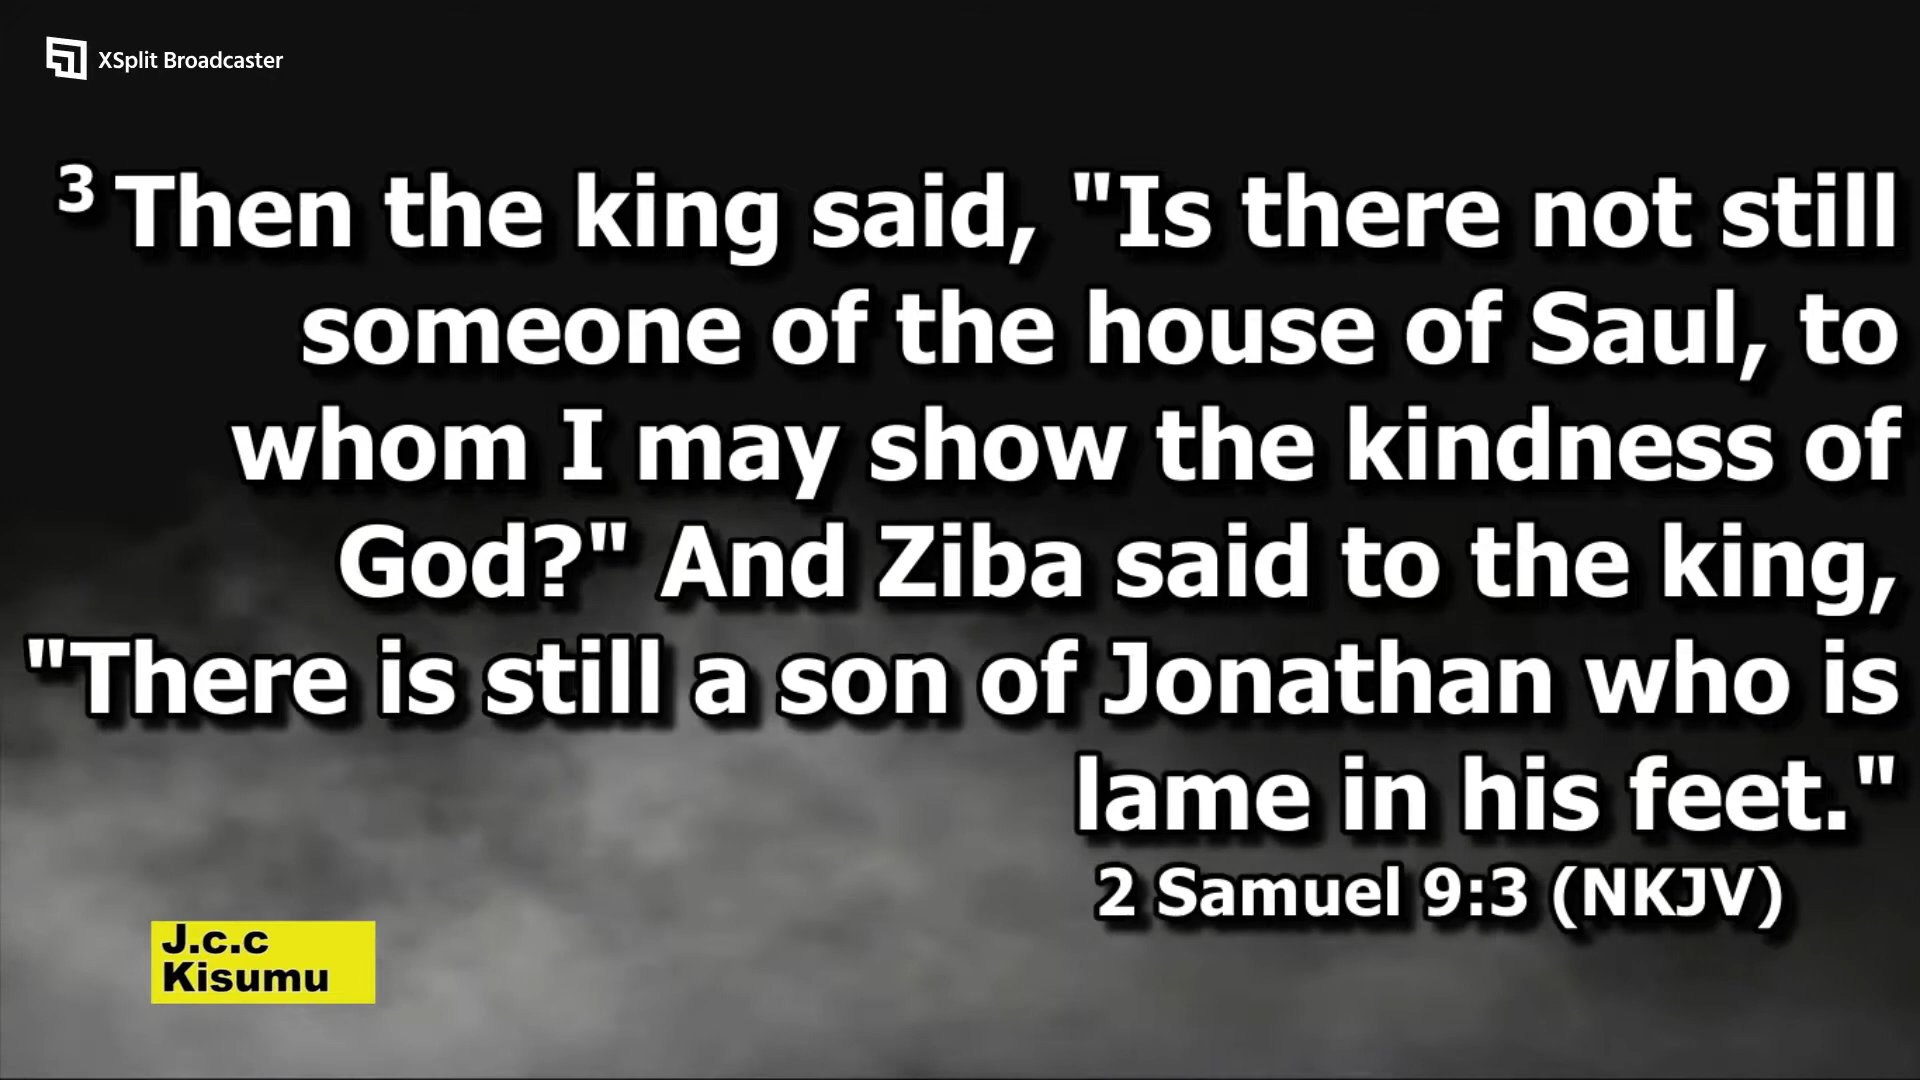 XSplit Broadcaster
3 Then the king said, "Is there not still
someone of the house of Saul, to
whom I may show the kindness of
God?" And Ziba said to the king,
"There is still a son of Jonathan who is
lame in his feet."
2 Samuel 9:3 (NKJV)
J.c.c
Kisumu